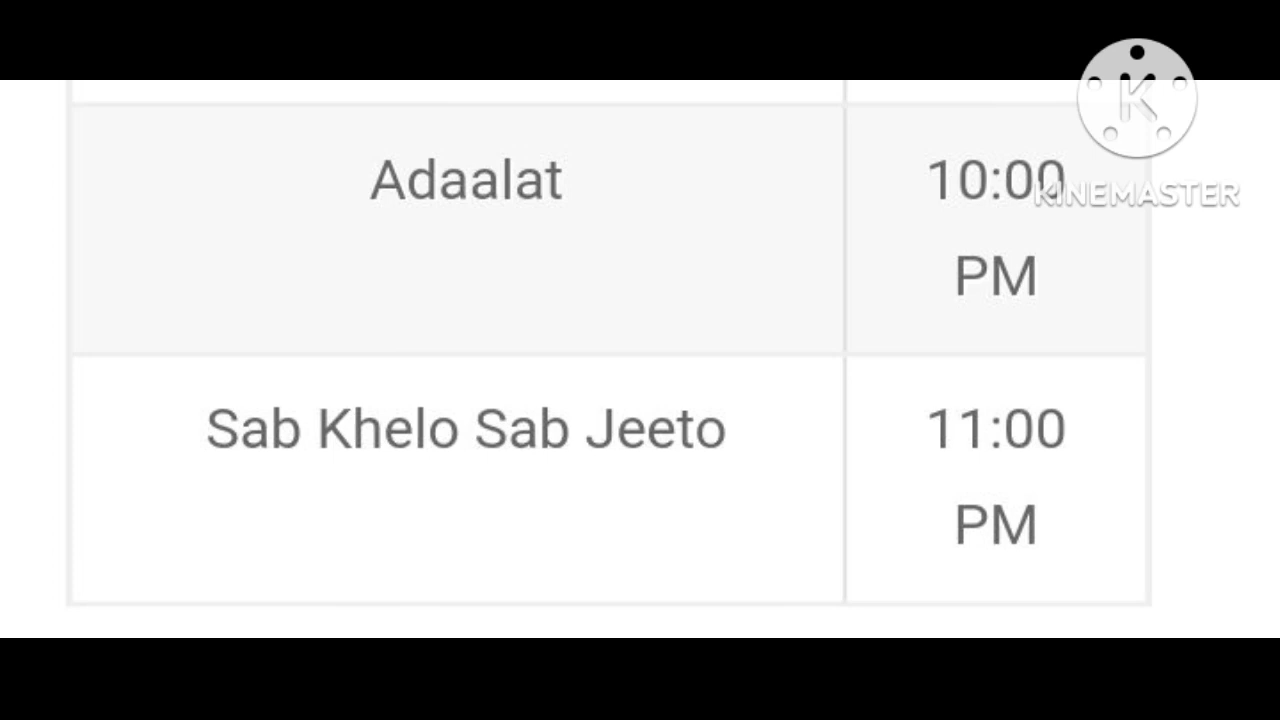 Adaalat 10:00
KINEMASTER
PM
Sab Khelo Sab Jeeto 11:00
PM